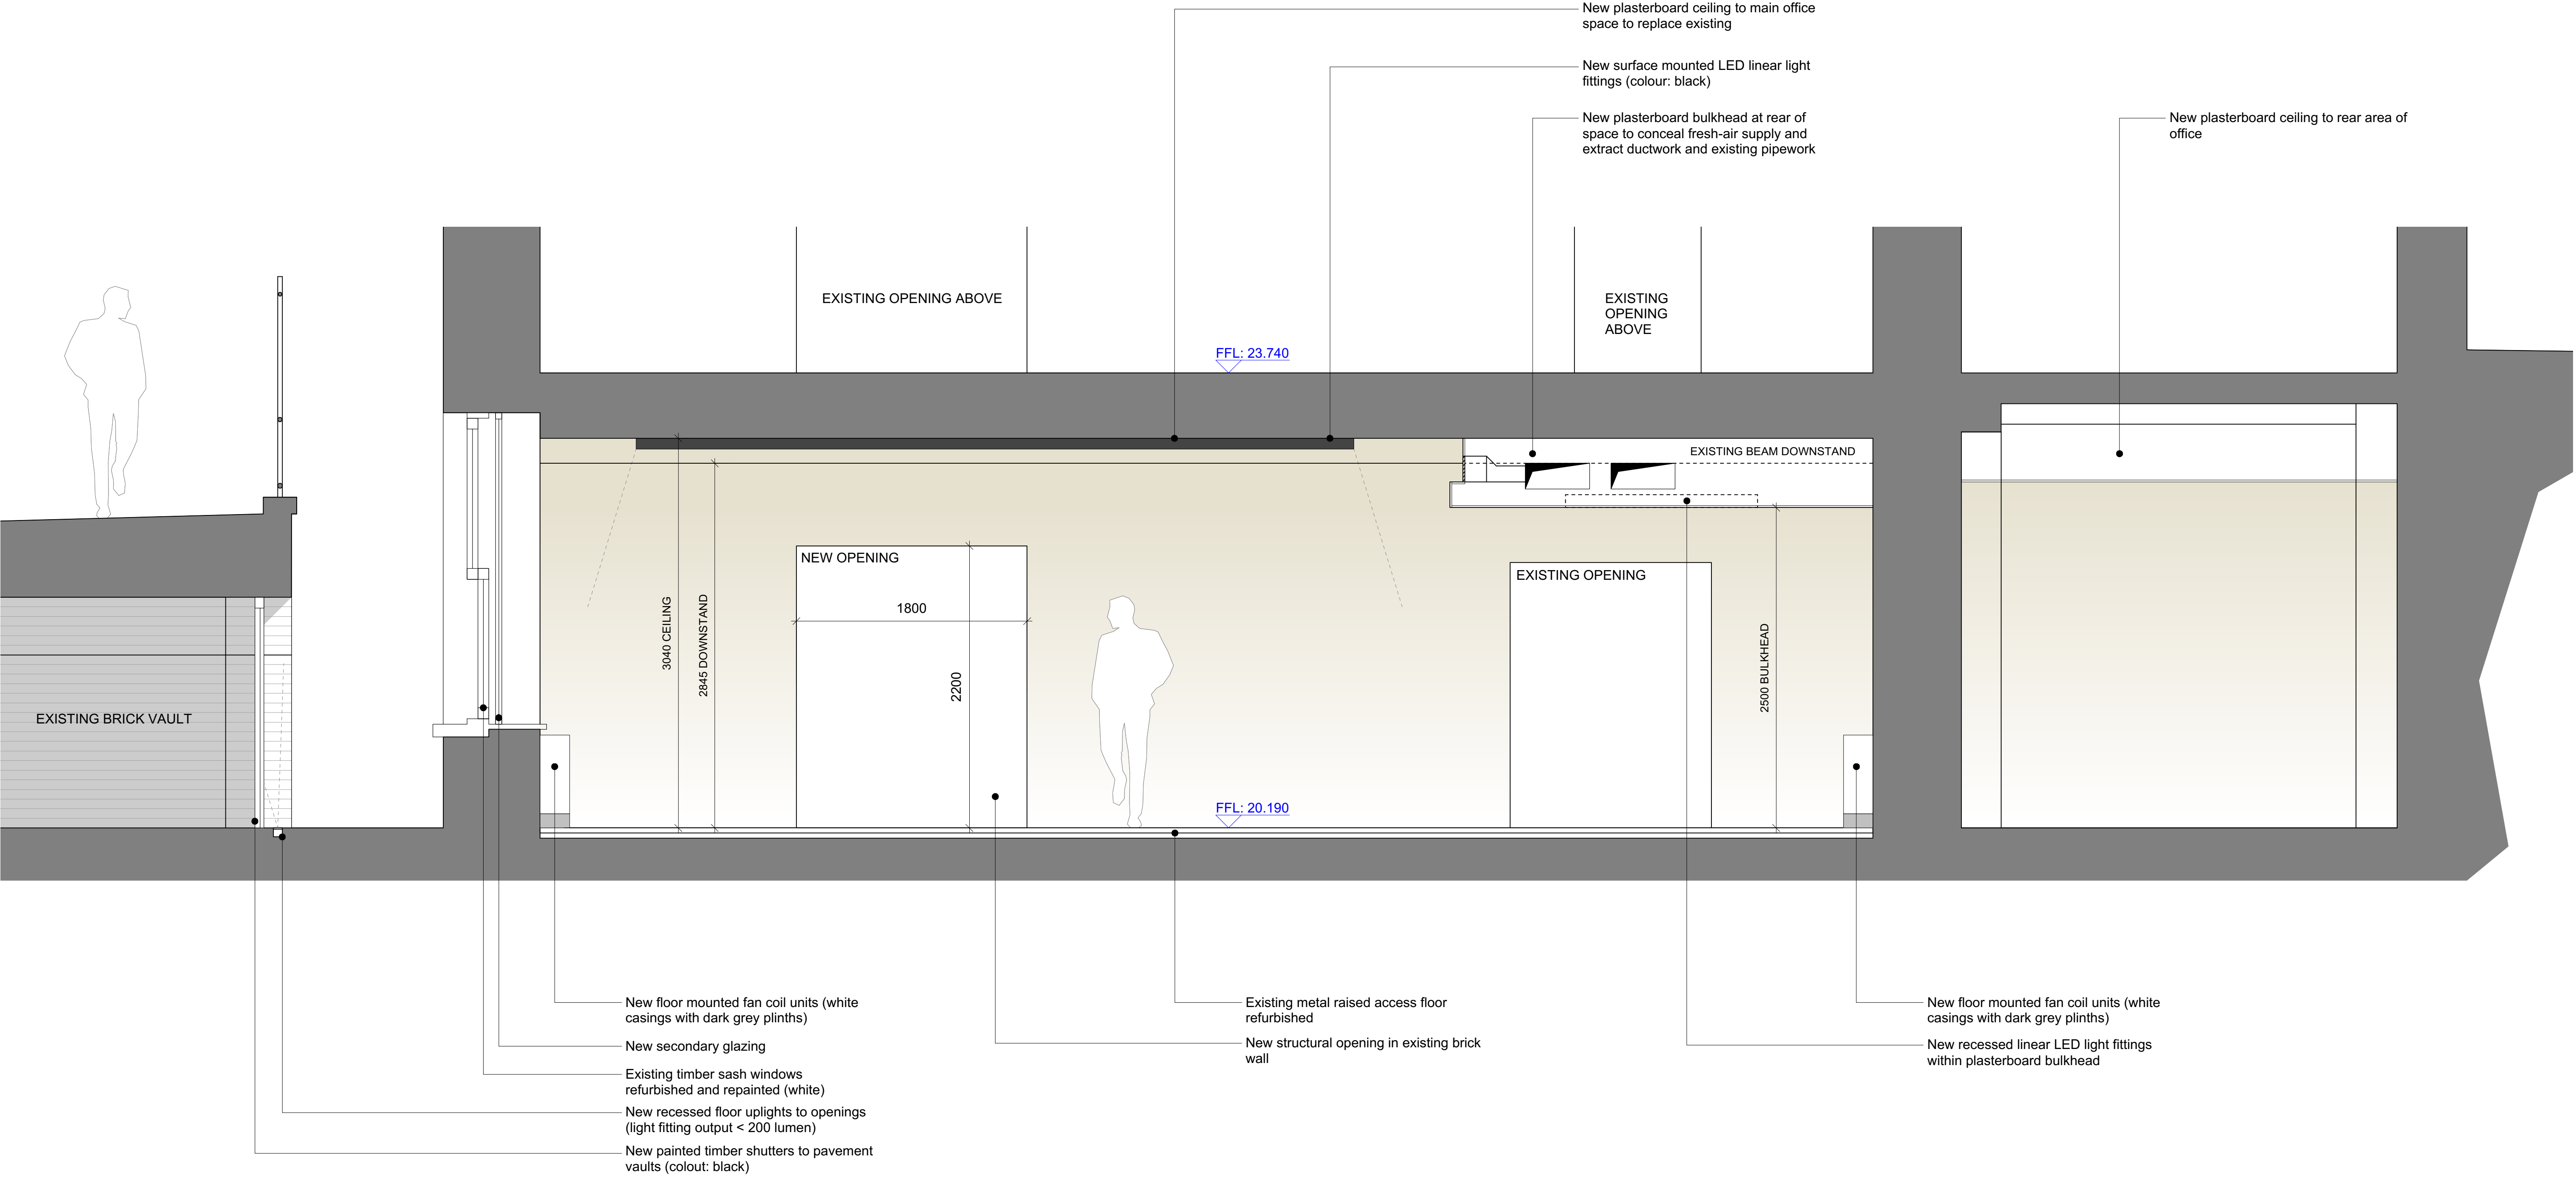 New plasterboard ceiling to main office
space to replace existing
New surface mounted LED linear light
fittings (colour: black)
New plasterboard bulkhead at rear of
space to conceal fresh-air supply and
extract ductwork and existing pipework
New plasterboard ceiling to rear area of
office
EXISTING OPENING ABOVE
EXISTING
OPENING
ABOVE
FFL: 23.740
EXISTING BEAM DOWNSTAND
NEW OPENING
EXISTING OPENING
1800
3040 CEILING
2845 DOWNSTAND
2200
2500 BULKHEAD
EXISTING BRICK VAULT
FFL: 20.190
New floor mounted fan coil units (white
casings with dark grey plinths)
New secondary glazing
Existing timber sash windows
refurbished and repainted (white)
New recessed floor uplights to openings
(light fitting output < 200 lumen)
New painted timber shutters to pavement
vaults (colout: black)
Existing metal raised access floor
refurbished
New structural opening in existing brick
wall
New floor mounted fan coil units (white
casings with dark grey plinths)
New recessed linear LED light fittings
within plasterboard bulkhead